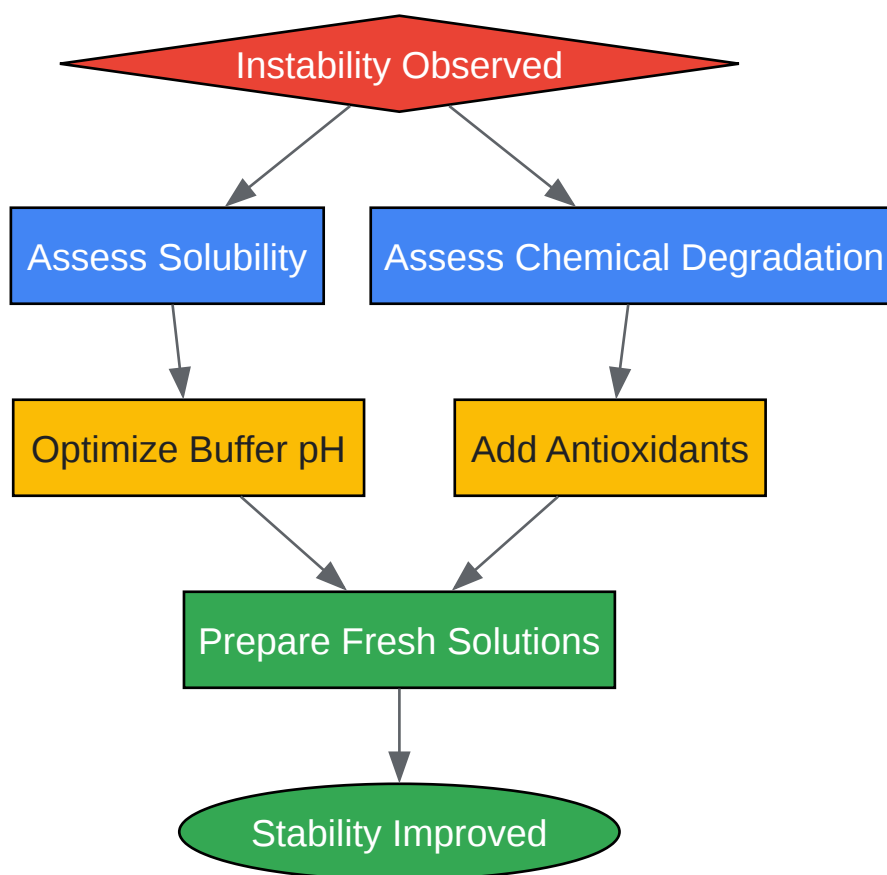 Instability Observed
Assess Solubility
Assess Chemical Degradation
Optimize Buffer pH
Add Antioxidants
Prepare Fresh Solutions
Stability Improved